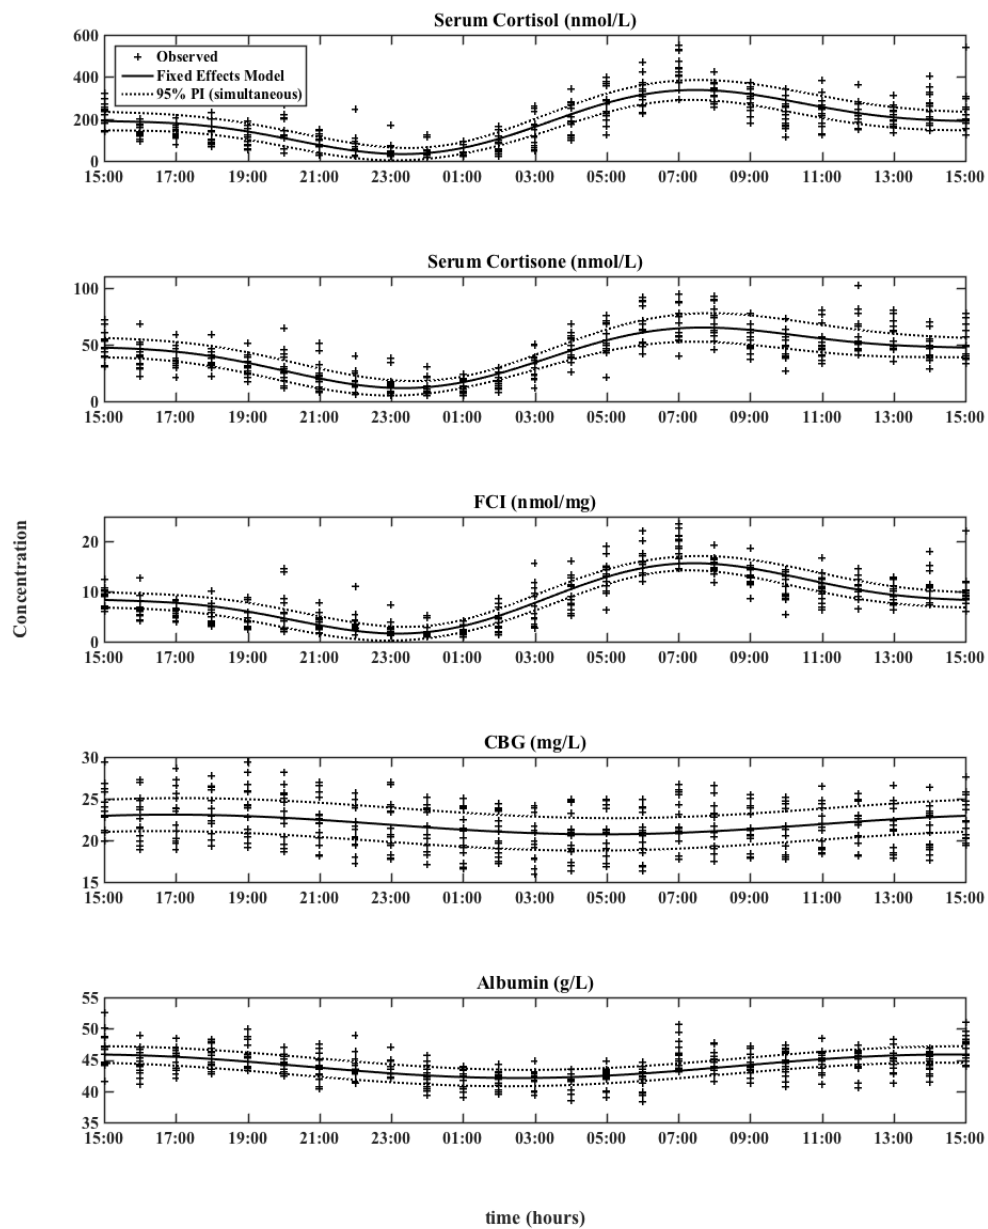 Serum Cortisol (nmol/L)
600
400
200
0
Observed
Fixed Effects Model
95% PI (simultaneous)
15:00 17:00 19:00 21:00 23:00 01:00 03:00 05:00 07:00 09:00 11:00 13:00 15:00
Serum Cortisone (nmol/L)
100
50
0
15:00 17:00 19:00 21:00 23:00 01:00 03:00 05:00 07:00 09:00 11:00 13:00 15:00
FCI (nmol/mg)
20
10
0
15:00 17:00 19:00 21:00 23:00 01:00 03:00 05:00 07:00 09:00 11:00 13:00 15:00
Concentration
CBG (mg/L)
30
25
20
15
15:00 17:00 19:00 21:00 23:00 01:00 03:00 05:00 07:00 09:00 11:00 13:00 15:00
Albumin (g/L)
55
50
45
40
35
15:00 17:00 19:00 21:00 23:00 01:00 03:00 05:00 07:00 09:00 11:00 13:00 15:00
time (hours)